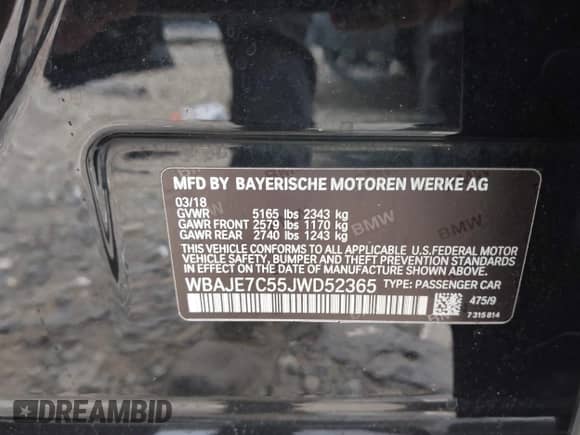 MFD BY BAYERISCHE MOTOREN WERKE AG
03/18
GVWR 5165 lbs 2343 kg
GAWR FRONT 2579 lbs 1170 kg
GAWR REAR 2740 lbs 1243 kg
THIS VEHICLE CONFORMS TO ALL APPLICABLE U.S.FEDERAL MOTOR
VEHICLE SAFETY, BUMPER AND THEFT PREVENTION STANDARDS IN
EFFECT ON THE DATE OF MANUFACTURE SHOWN ABOVE.
WBAJE7C55JWD52365 TYPE: PASSENGER CAR
475/9
7 315 814
DREAMBID